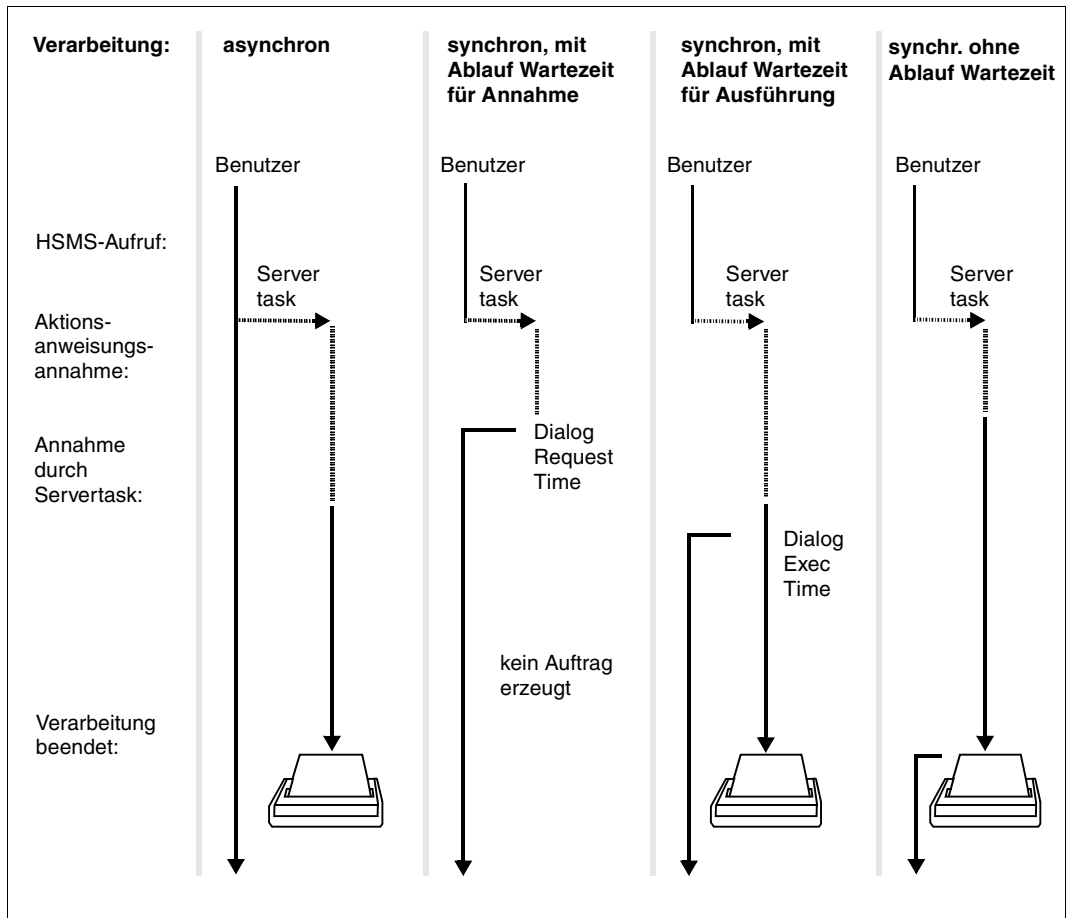 Verarbeitung:
asynchron
synchron, mit
Ablauf Wartezeit
für Annahme
synchron, mit
Ablauf Wartezeit
für Ausführung
synchr. ohne
Ablauf Wartezeit
Benutzer
Benutzer
Benutzer
Benutzer
HSMS-Aufruf:
Server
task
Server
task
Server
task
Server
task
Aktions-
anweisungs-
annahme:
Annahme
durch
Servertask:
Dialog
Request
Time
Dialog
Exec
Time
kein Auftrag
erzeugt
Verarbeitung
beendet: